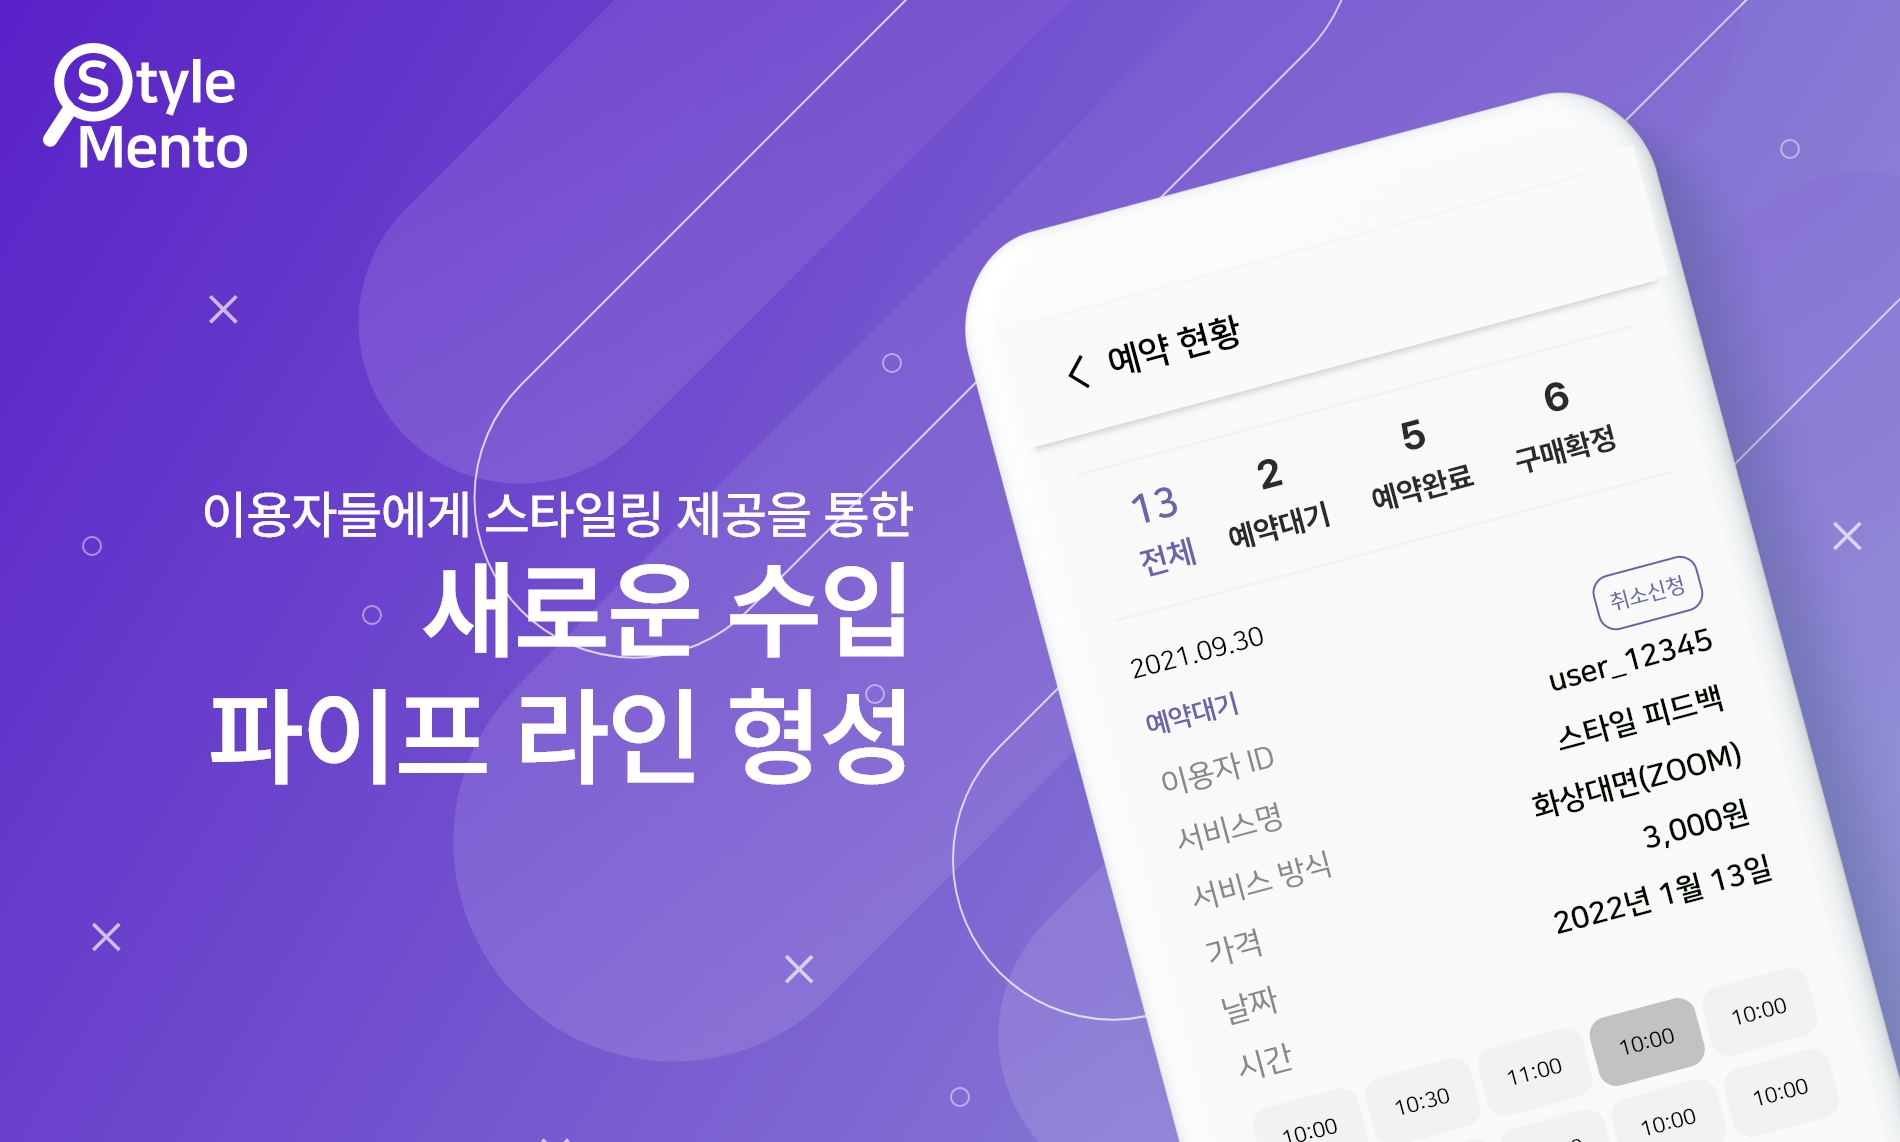 Style
Mento
이용자들에게 스타일링 제공을 통한
새로운 수입
파이프 라인 형성
예약 현황
13 2 5 6
전체 예약대기 예약완료 구매확정
2021.09.30 취소신청
예약대기
이용자 ID user_12345
서비스명 스타일 피드백
서비스 방식 화상대면(ZOOM)
가격 3,000원
날짜 2022년 1월 13일
시간
10:00 10:30 11:00 10:00 10:00
10:00 10:00